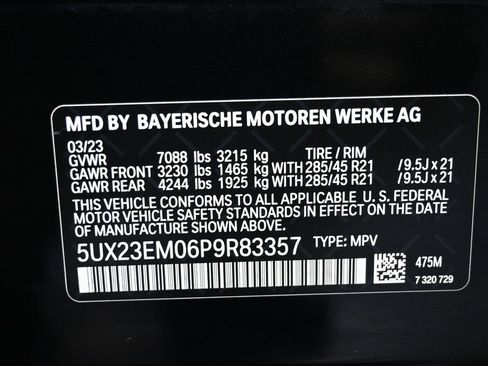 MFD BY BAYERISCHE MOTOREN WERKE AG
03/23
GVWR 7088 lbs 3215 kg TIRE / RIM
GAWR FRONT 3230 lbs 1465 kg WITH 285/45 R21 /9.5J x 21
GAWR REAR 4244 lbs 1925 kg WITH 285/45 R21 /9.5J x 21
THIS VEHICLE CONFORMS TO ALL APPLICABLE U. S. FEDERAL
MOTOR VEHICLE SAFETY STANDARDS IN EFFECT ON THE
DATE OF MANUFACTURE SHOWN ABOVE.
5UX23EM06P9R83357 TYPE: MPV
475M
7 320 729